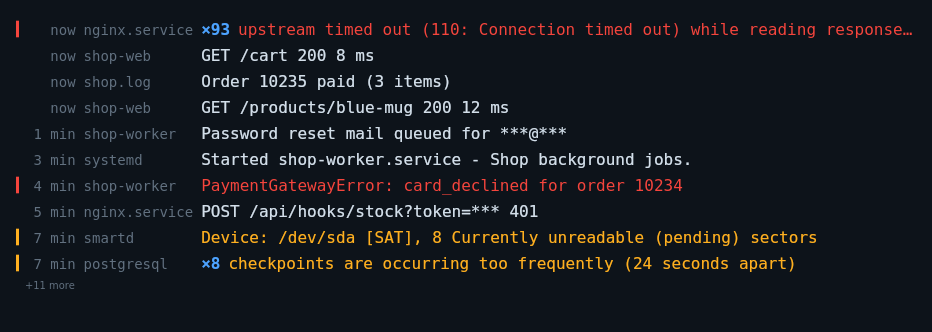 now nginx.service ×93 upstream timed out (110: Connection timed out) while reading response…
now shop-web GET /cart 200 8 ms
now shop.log Order 10235 paid (3 items)
now shop-web GET /products/blue-mug 200 12 ms
1 min shop-worker Password reset mail queued for ***@***
3 min systemd Started shop-worker.service - Shop background jobs.
4 min shop-worker PaymentGatewayError: card_declined for order 10234
5 min nginx.service POST /api/hooks/stock?token=*** 401
7 min smartd Device: /dev/sda [SAT], 8 Currently unreadable (pending) sectors
7 min postgresql ×8 checkpoints are occurring too frequently (24 seconds apart)
+11 more